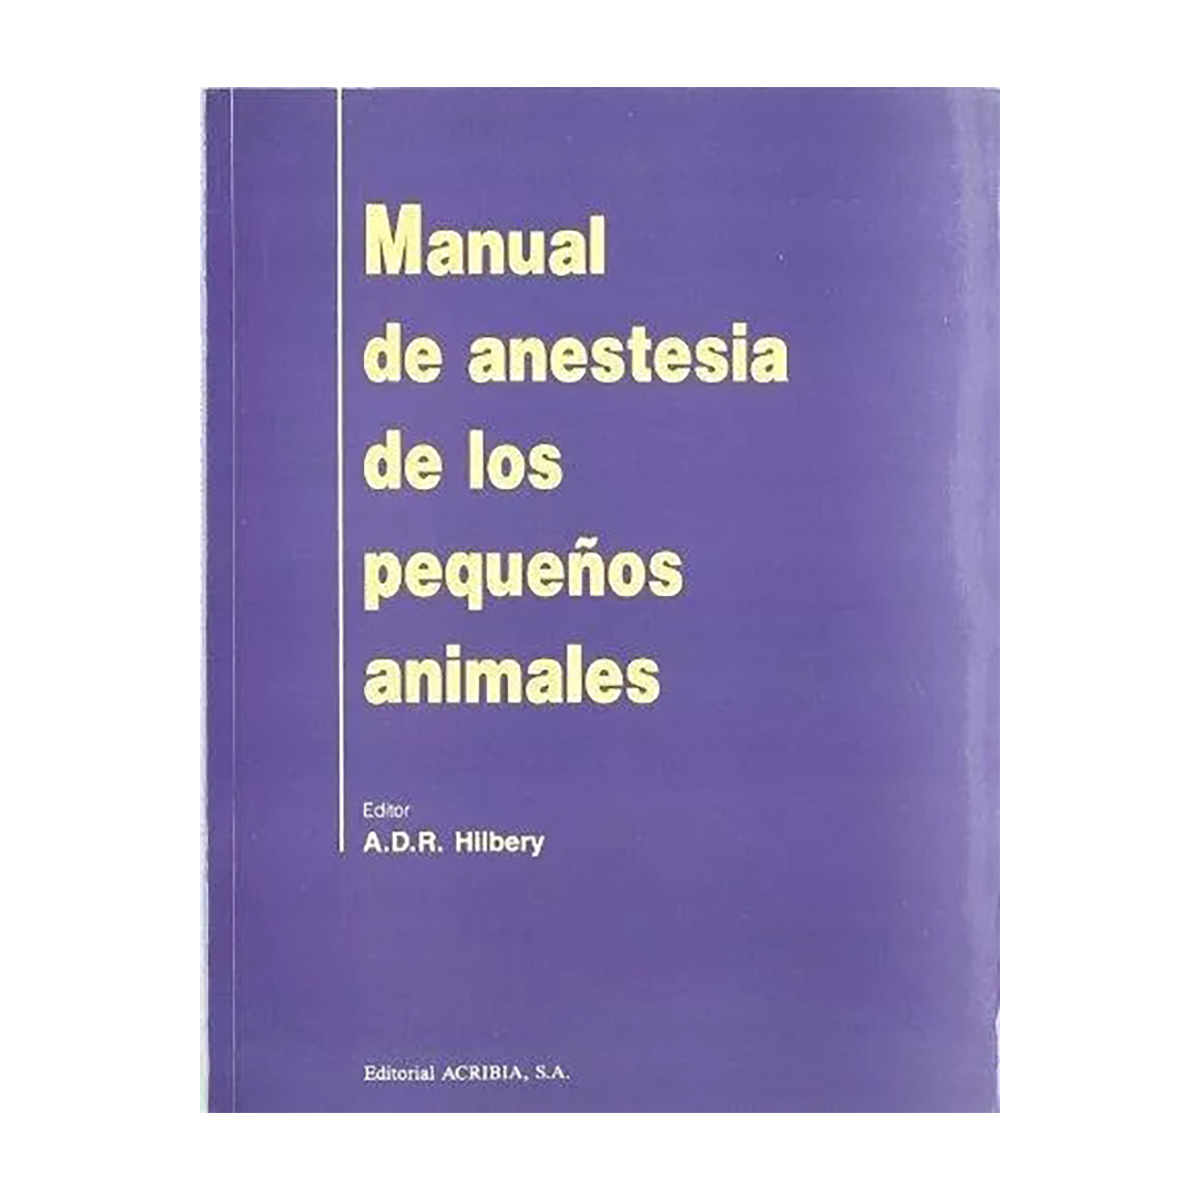 Manual
de anestesia
de los
pequeños
animales
Editor
A.D.R. Hilbery
Editorial ACRIBIA, S.A.